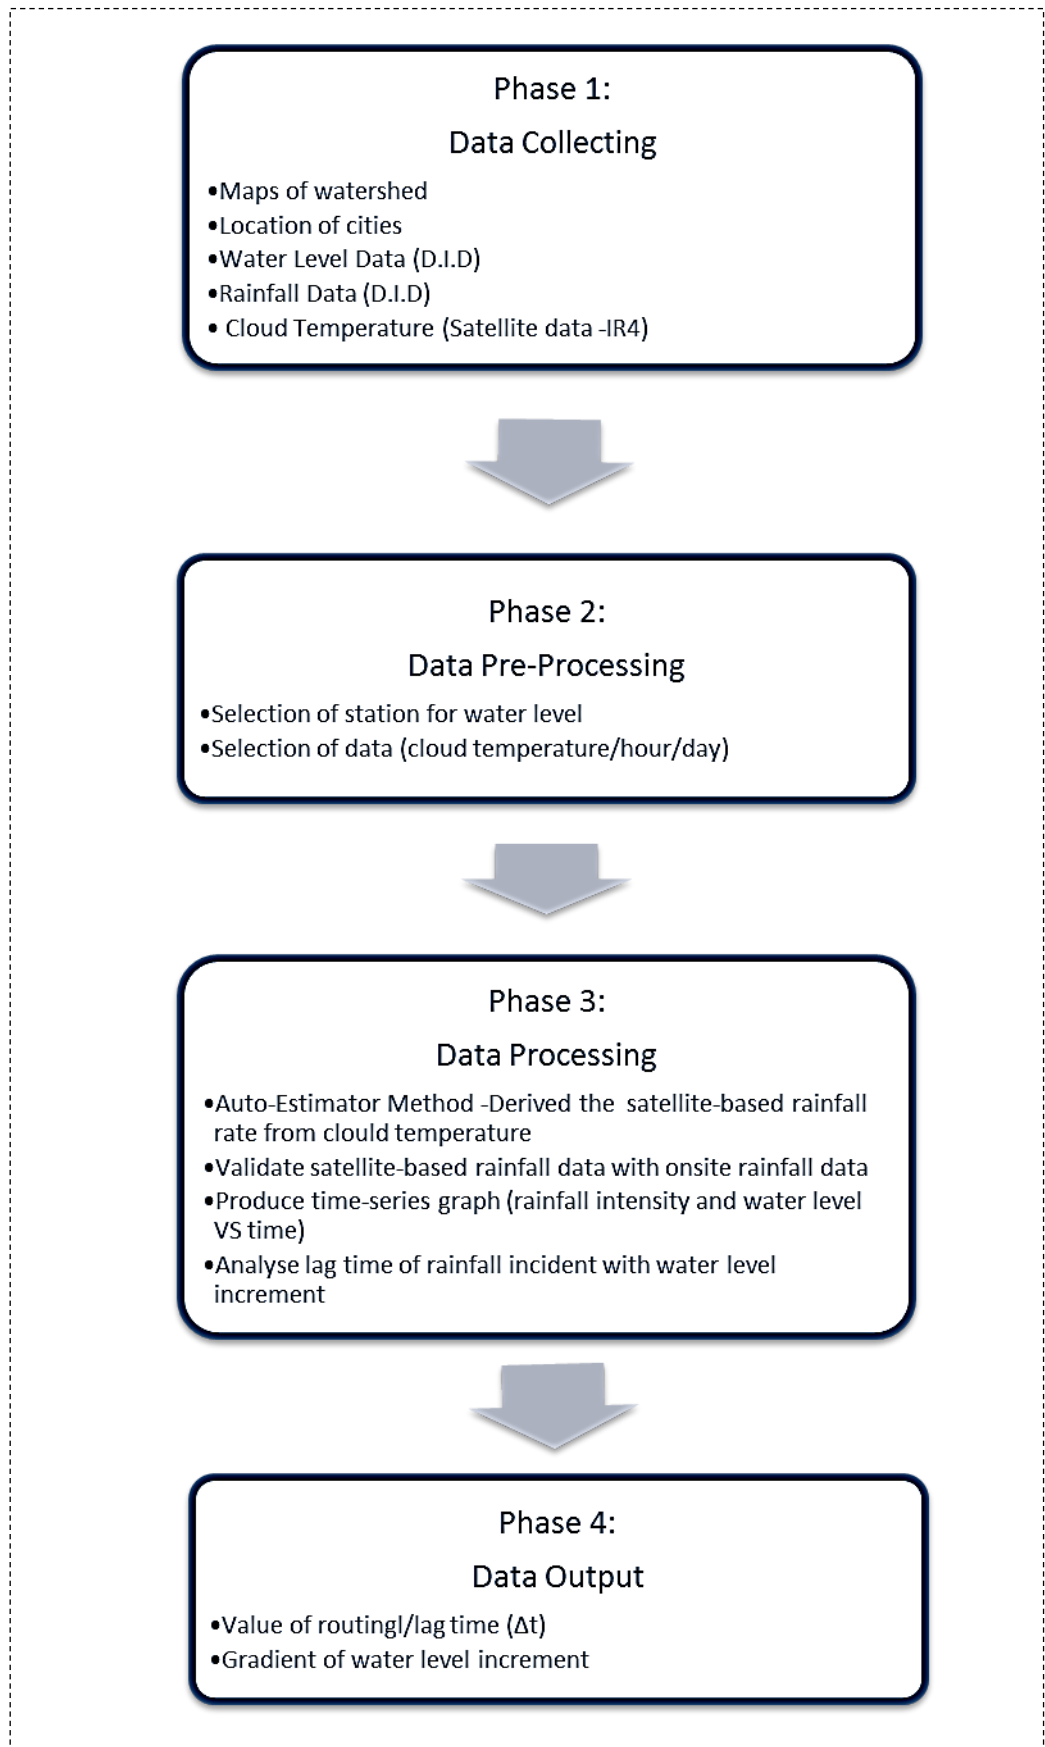 Phase 1:
Data Collecting
•Maps of watershed
•Location of cities
•Water Level Data (D.I.D)
•Rainfall Data (D.I.D)
• Cloud Temperature (Satellite data -IR4)
Phase 2:
Data Pre-Processing
•Selection of station for water level
•Selection of data (cloud temperature/hour/day)
Phase 3:
Data Processing
•Auto-Estimator Method -Derived the satellite-based rainfall
rate from clould temperature
•Validate satellite-based rainfall data with onsite rainfall data
•Produce time-series graph (rainfall intensity and water level
VS time)
•Analyse lag time of rainfall incident with water level
increment
Phase 4:
Data Output
•Value of routingl/lag time (Δt)
•Gradient of water level increment